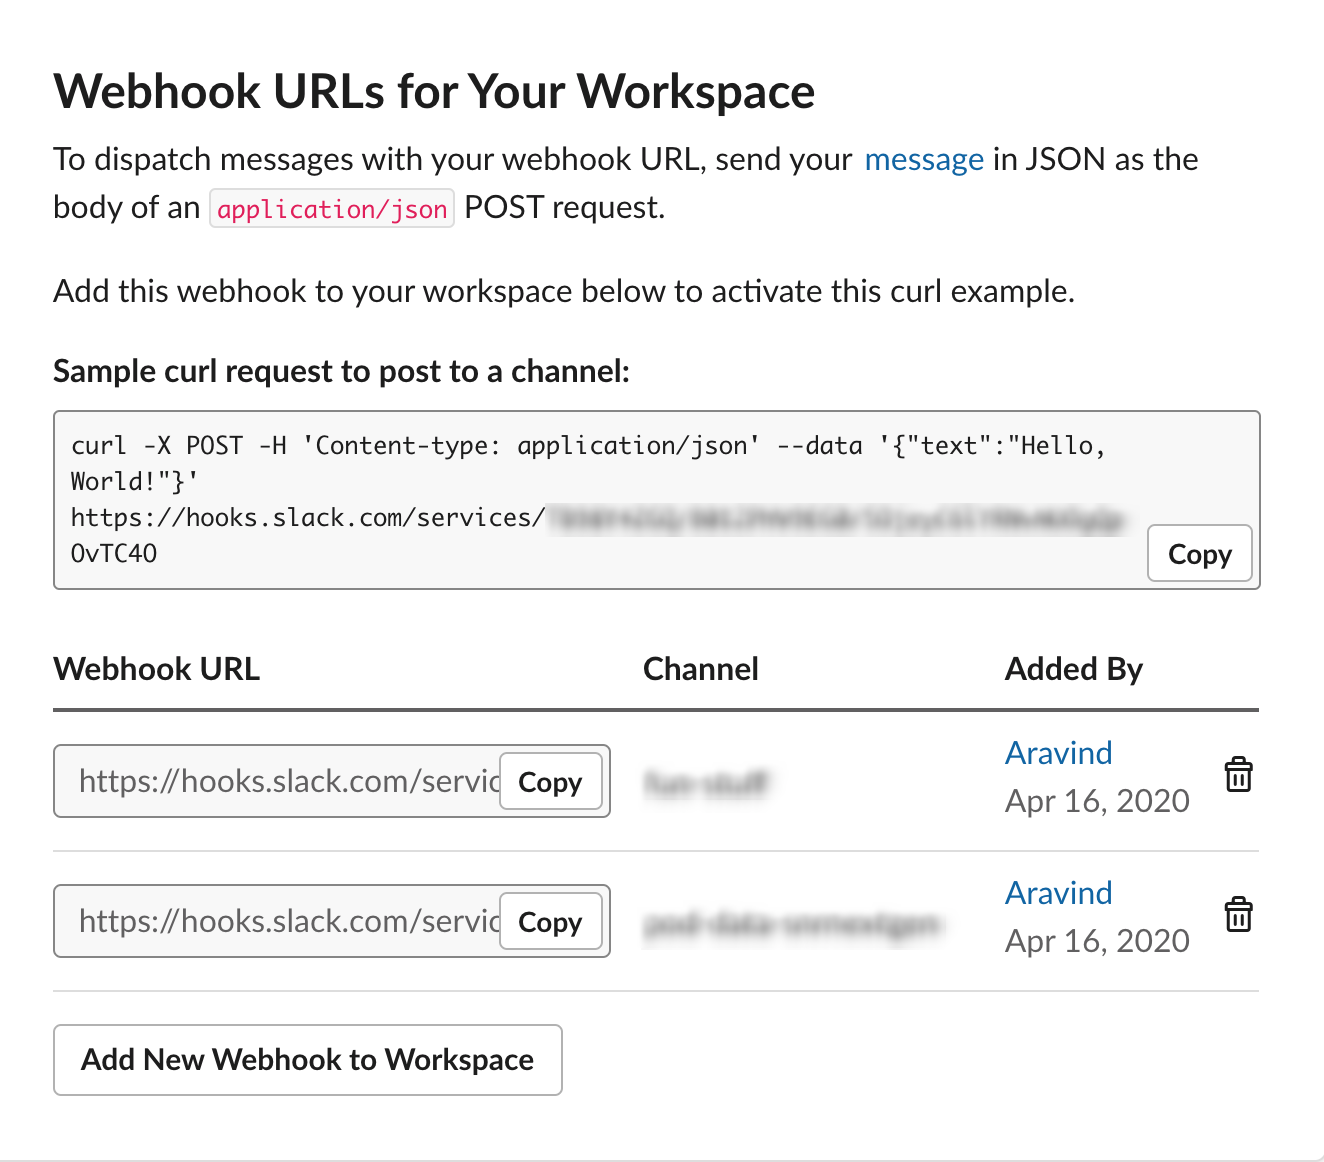 Webhook URLs for Your Workspace
To dispatch messages with your webhook URL, send your message in JSON as the
body of an application/json POST request.
Add this webhook to your workspace below to activate this curl example.
Sample curl request to post to a channel:
curl -X POST -H 'Content-type: application/json' --data '{"text":"Hello,
World!"}'
https://hooks.slack.com/services/
OvTC4O
Copy
Webhook URL Channel Added By
https://hooks.slack.com/servic Copy Aravind
Apr 16, 2020
https://hooks.slack.com/servic Copy Aravind
Apr 16, 2020
Add New Webhook to Workspace